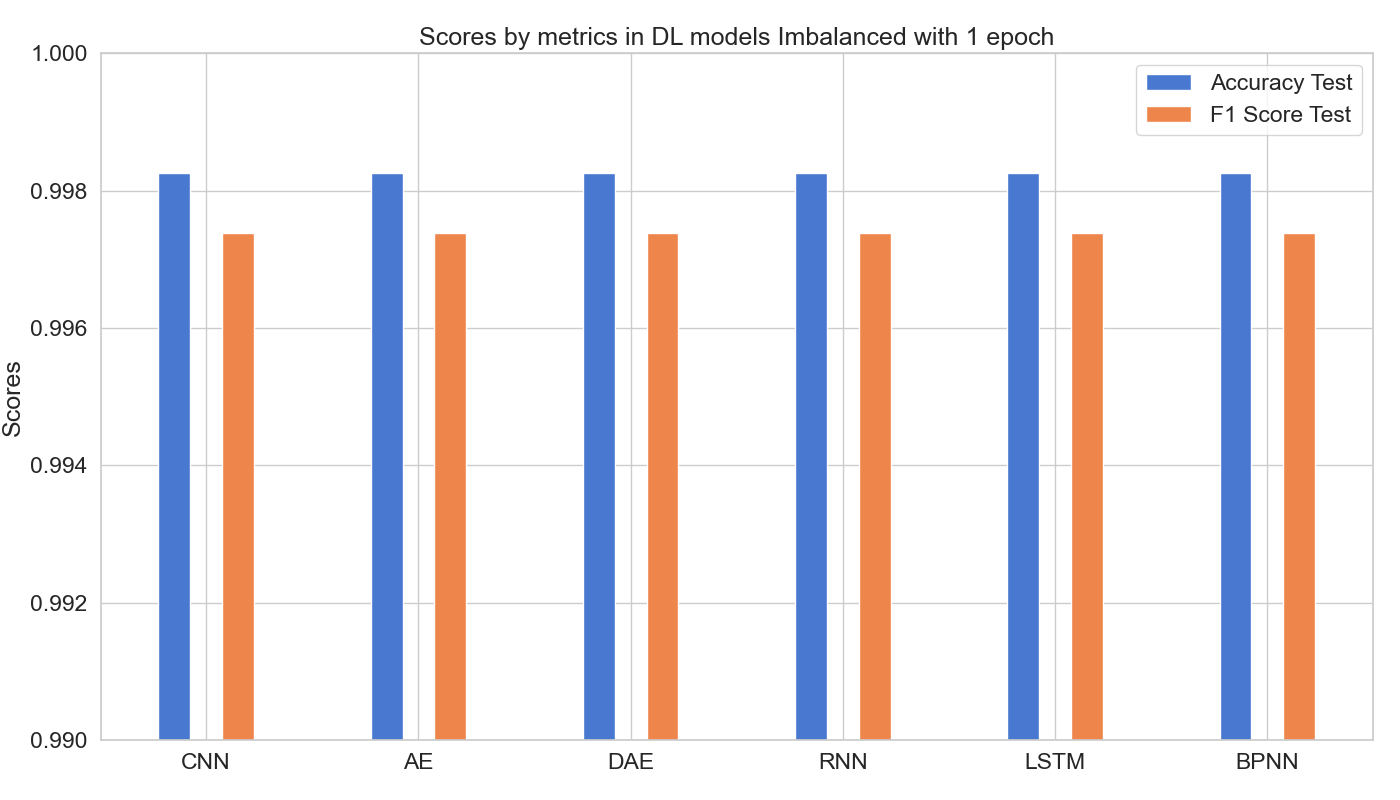 Scores by metrics in DL models Imbalanced with 1 epoch
1.000
0.998
0.996
0.994
0.992
0.990
Scores
Accuracy Test
F1 Score Test
CNN
AE
DAE
RNN
LSTM
BPNN